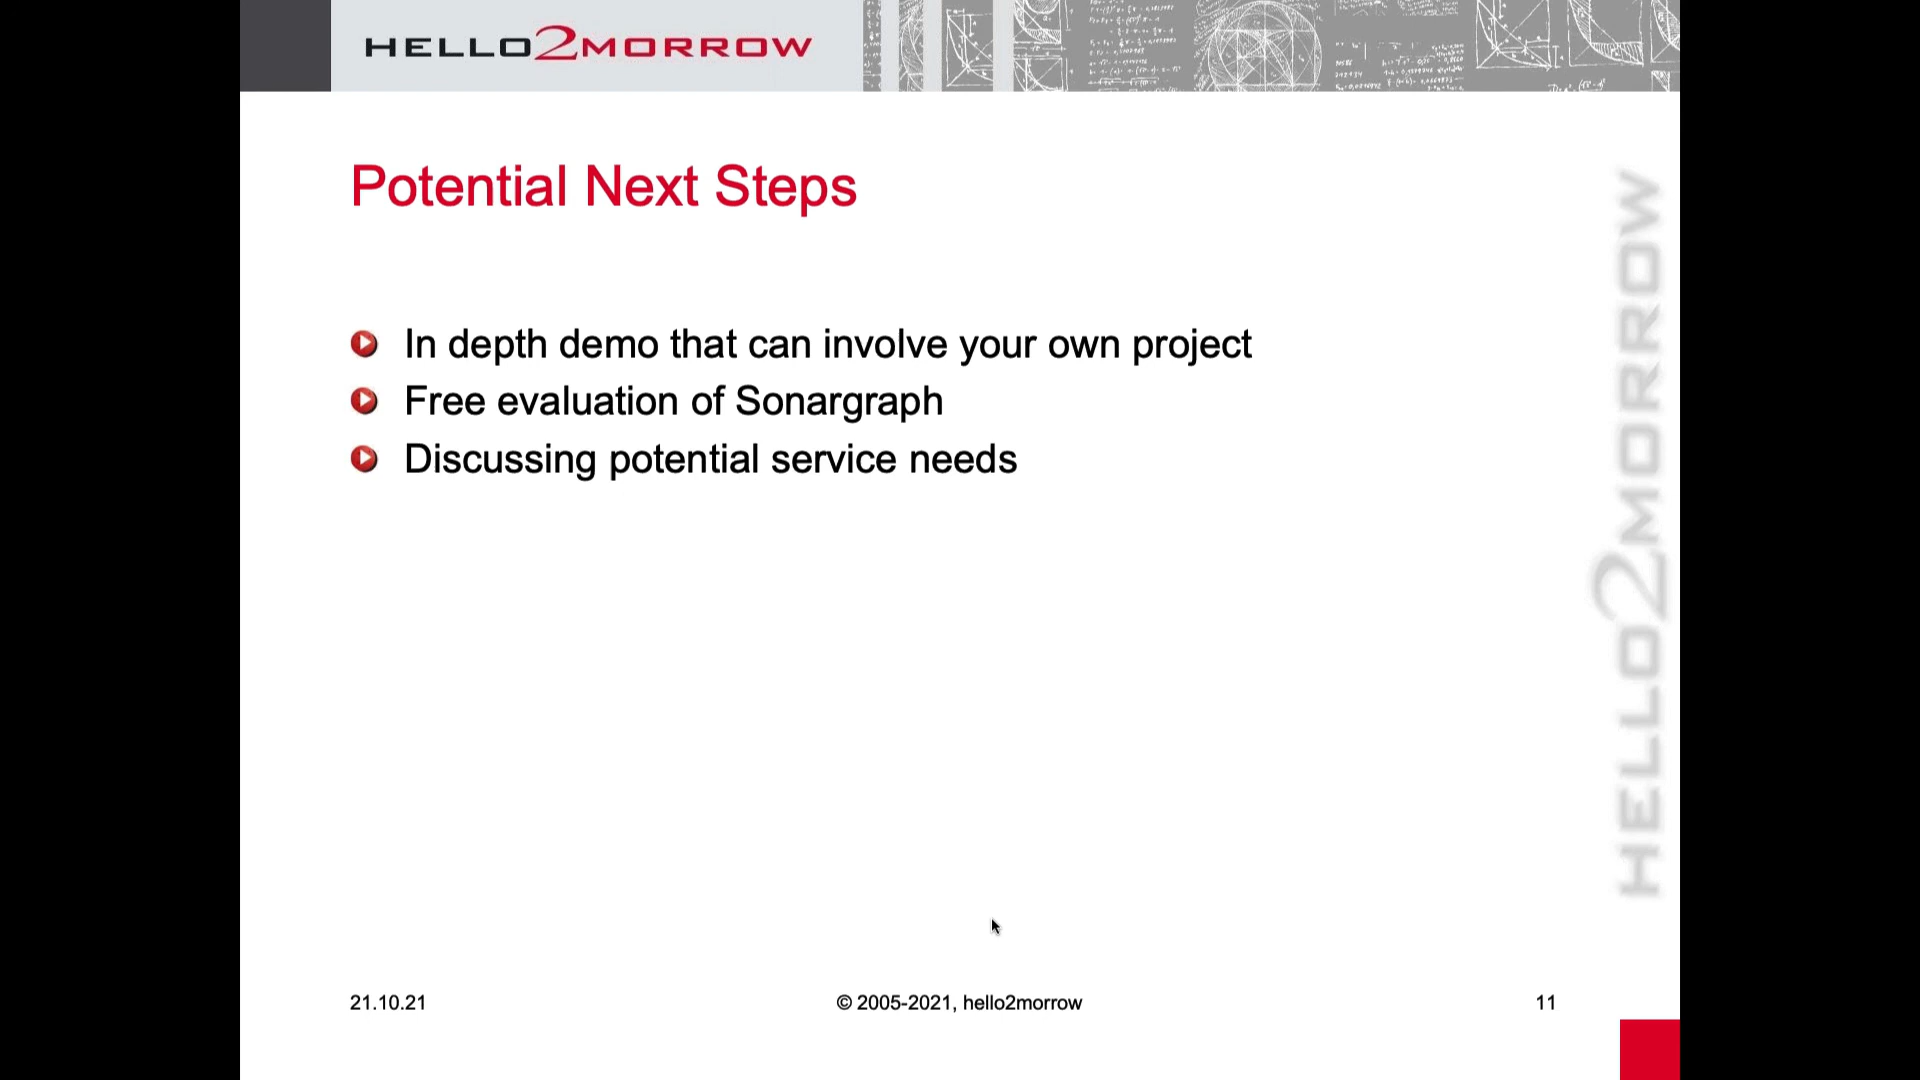 HELLO2MORROW
Potential Next Steps
In depth demo that can involve your own project
Free evaluation of Sonargraph
Discussing potential service needs
HELLO2MORROW
21.10.21
© 2005-2021, hello2morrow
11